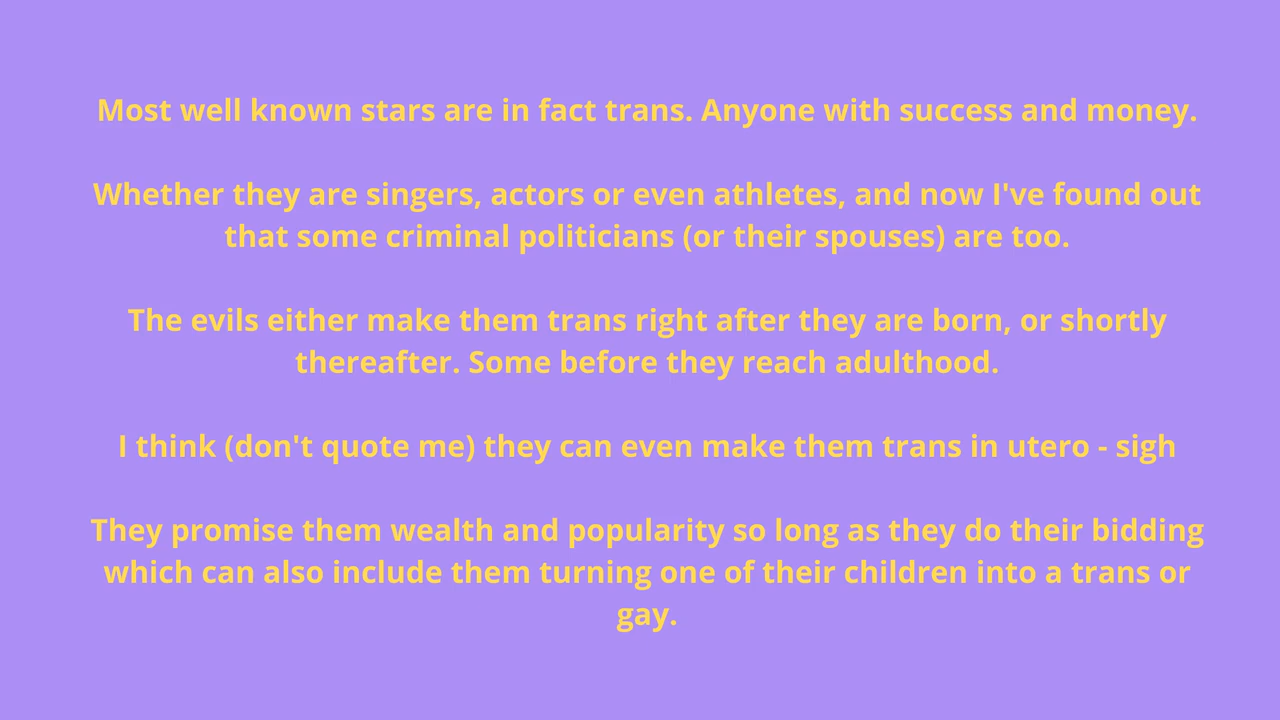 Most well known stars are in fact trans. Anyone with success and money.
Whether they are singers, actors or even athletes, and now I've found out
that some criminal politicians (or their spouses) are too.
The evils either make them trans right after they are born, or shortly
thereafter. Some before they reach adulthood.
I think (don't quote me) they can even make them trans in utero - sigh
They promise them wealth and popularity so long as they do their bidding
which can also include them turning one of their children into a trans or
gay.